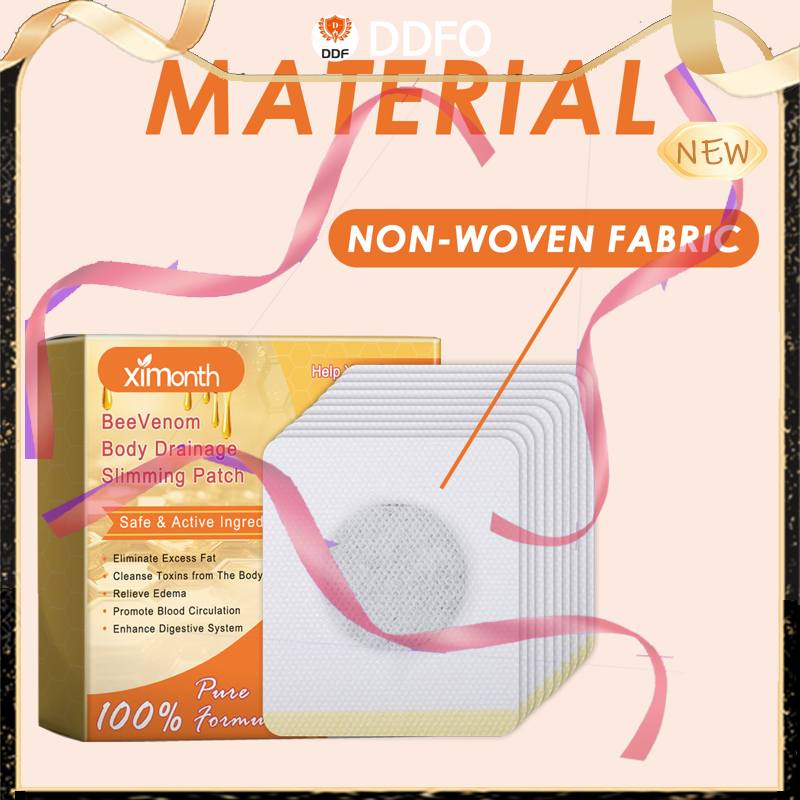 DDFO
D
DDF
MATERIAL
NEW
NON-WOVEN FABRIC
xiMonth
Help
BeeVenom
Body Drainage
Slimming Patch
Safe & Active Ingred
• Eliminate Excess Fat
• Cleanse Toxins from The Body
• Relieve Edema
• Promote Blood Circulation
• Enhance Digestive System
100% Pure
Formu